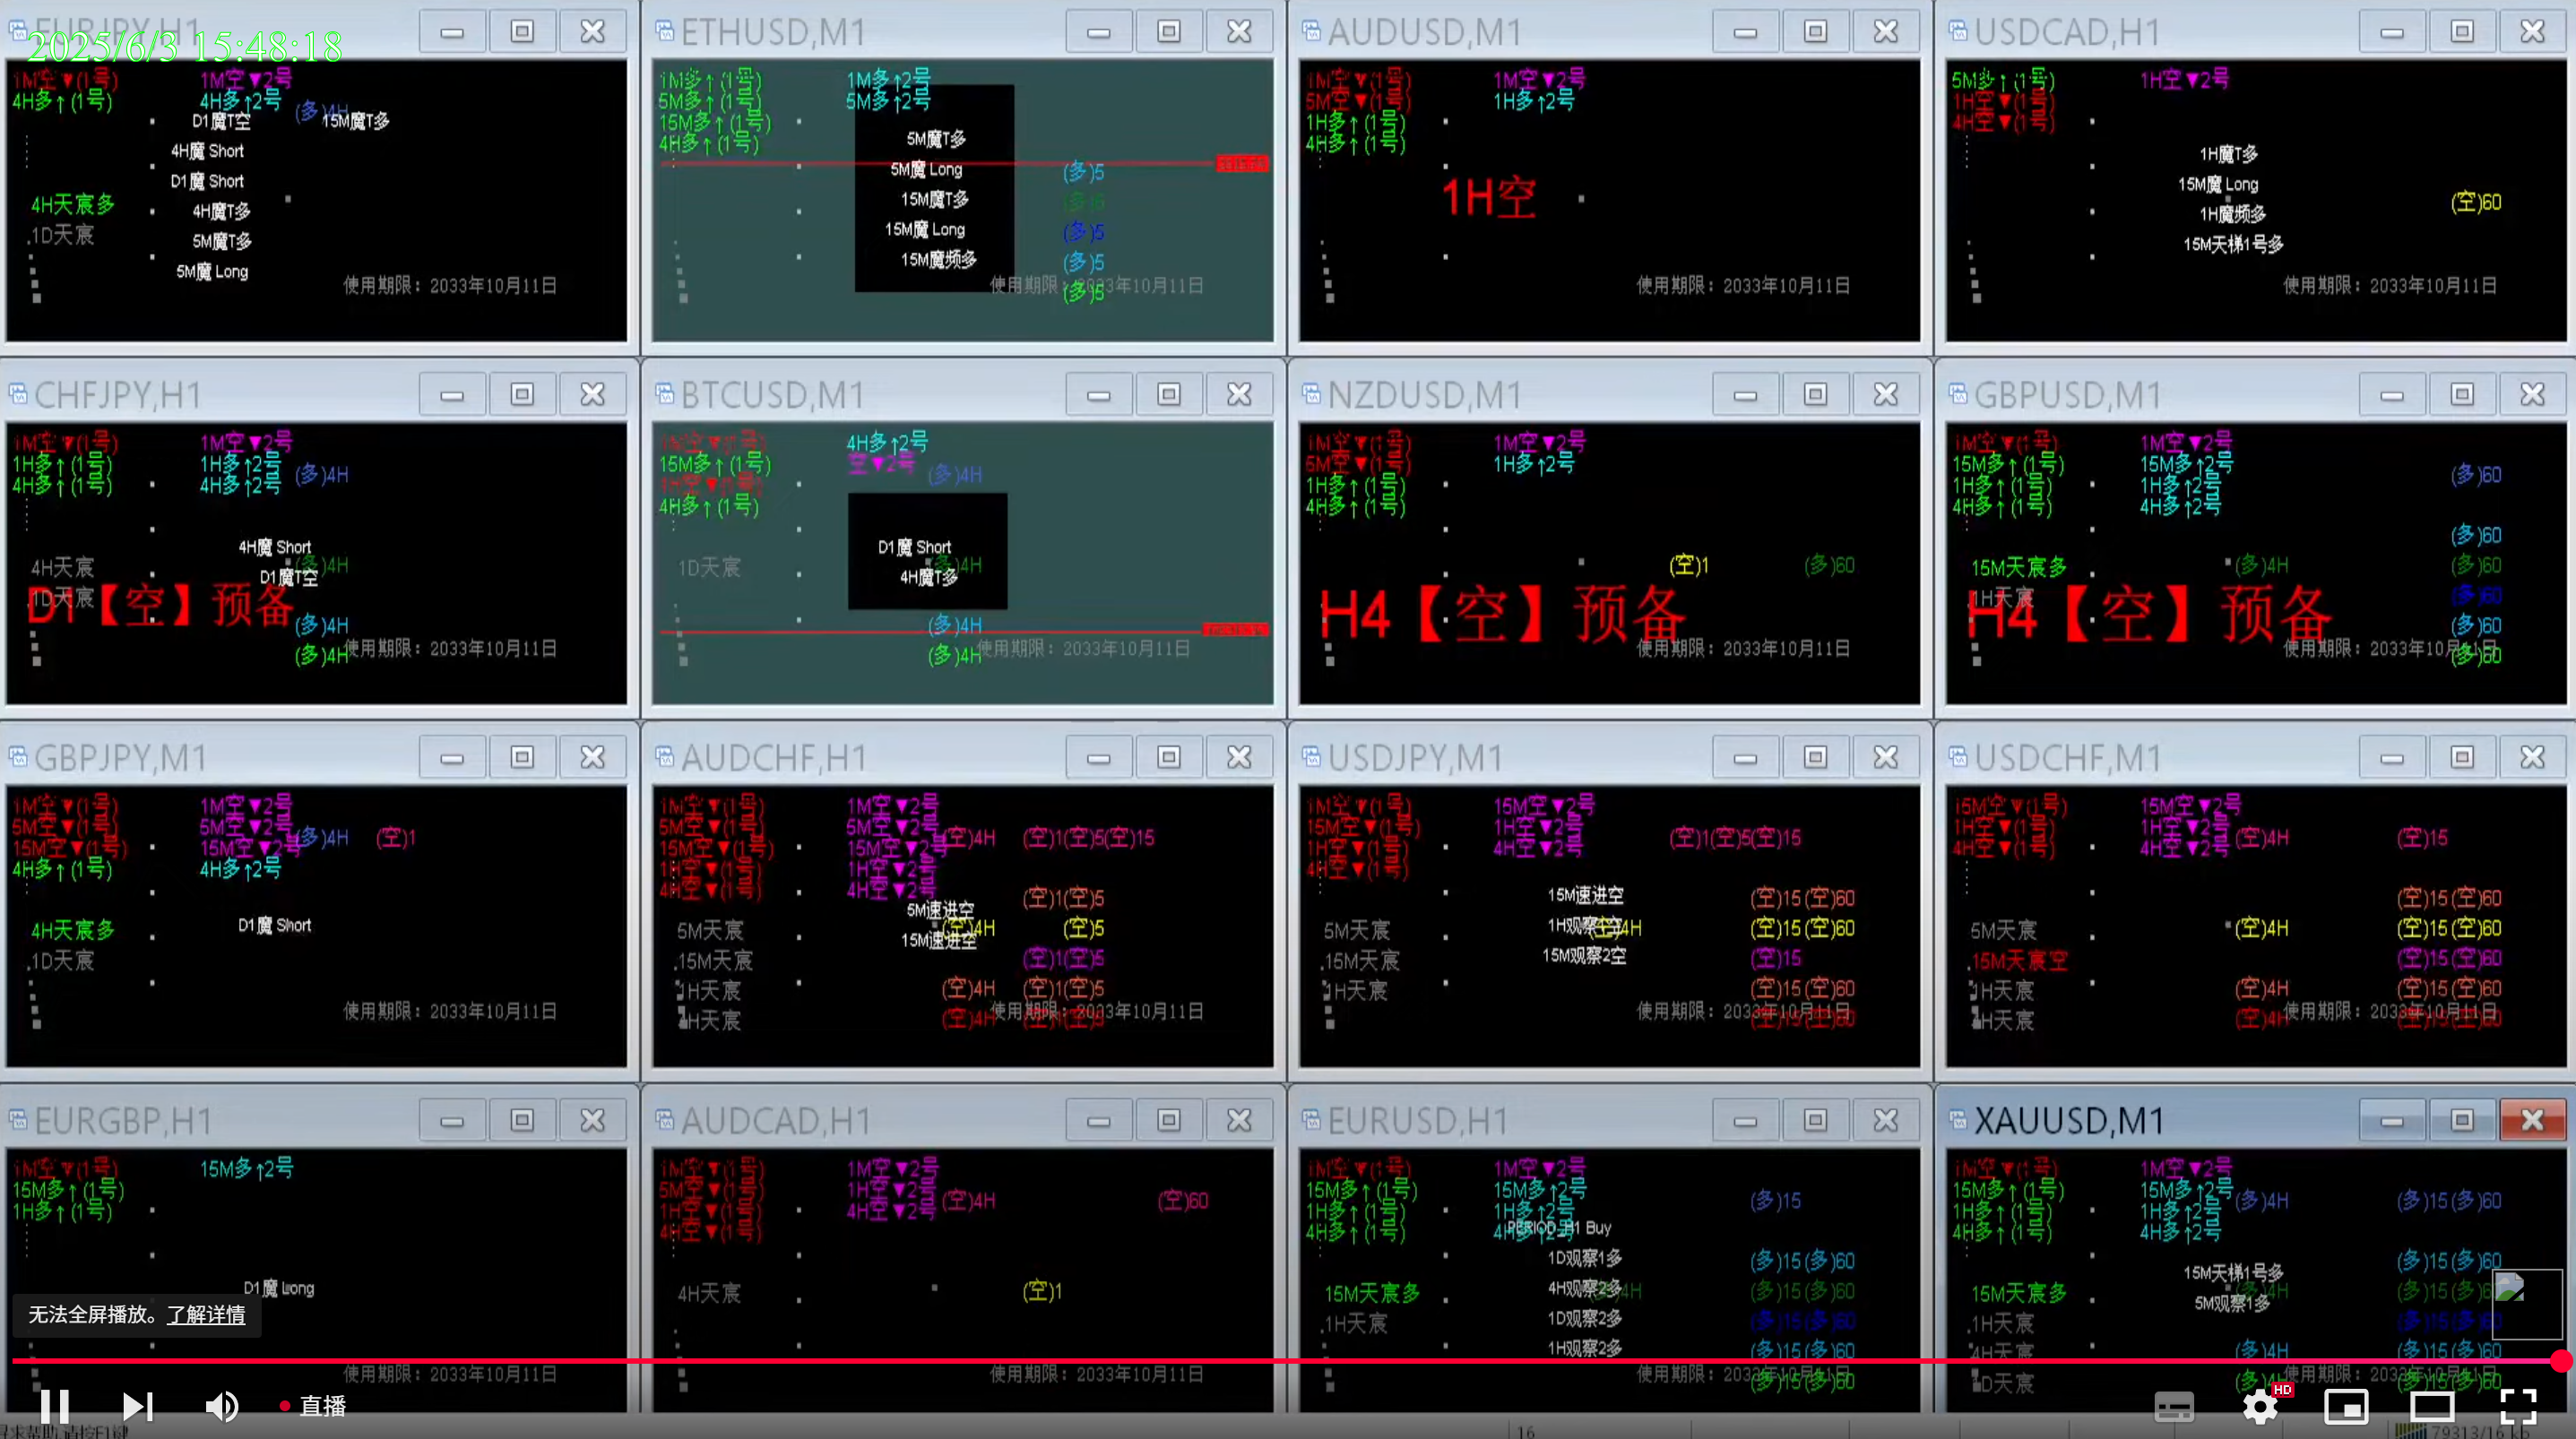 EURJPY,H1
2025/6/3 15:48:18
1M空▼(1号) 1M空▼2号
4H多↑(1号) 4H多↑2号 (多)4H
D1魔T空 15M魔T多
4H魔 Short
D1魔 Short
4H天宸多 4H魔T多
.1D天宸 5M魔T多
5M魔 Long
使用期限：2033年10月11日
ETHUSD,M1
1M多↑(1号) 1M多↑2号
5M多↑(1号) 5M多↑2号
15M多↑(1号)
4H多↑(1号)
5M魔T多
5M魔 Long (多)5
15M魔T多
15M魔 Long (多)5
15M魔频多 (多)5
使用期限：2033年10月11日
(多)5
AUDUSD,M1
1M空▼(1号) 1M空▼2号
5M空▼(1号) 1H多↑2号
1H多↑(1号)
4H多↑(1号)
1H空
使用期限：2033年10月11日
USDCAD,H1
5M多↑(1号) 1H空▼2号
1H空▼(1号)
4H空▼(1号)
1H魔T多
15M魔 Long
(空)60
1H魔频多
15M天梯1号多
使用期限：2033年10月11日
CHFJPY,H1
1M空▼(1号) 1M空▼2号
1H多↑(1号) 1H多↑2号 (多)4H
4H多↑(1号) 4H多↑2号
4H魔 Short
4H天宸 (多)4H
D1魔T空
.1D天宸
D1【空】预备
(多)4H
(多)4H 使用期限：2033年10月11日
BTCUSD,M1
1M空▼(1号) 4H多↑2号
15M多↑(1号) 空▼2号 (多)4H
1H空▼(1号)
4H多↑(1号)
D1魔 Short
1D天宸 (多)4H
4H魔T多
(多)4H
(多)4H 使用期限：2033年10月11日
NZDUSD,M1
1M空▼(1号) 1M空▼2号
5M空▼(1号) 1H多↑2号
1H多↑(1号)
4H多↑(1号)
(空)1 (多)60
H4【空】预备
使用期限：2033年10月11日
GBPUSD,M1
1M空▼(1号) 1M空▼2号
15M多↑(1号) 15M多↑2号 (多)60
1H多↑(1号) 1H多↑2号
4H多↑(1号) 4H多↑2号
(多)60
15M天宸多 (多)4H (多)60
.1H天宸 (多)60
H4【空】预备
(多)60
使用期限：2033年10月11日
(多)60
GBPJPY,M1
1M空▼(1号) 1M空▼2号
5M空▼(1号) 5M空▼2号 (多)4H (空)1
15M空▼(1号) 15M空▼2号
4H多↑(1号) 4H多↑2号
4H天宸多 D1魔 Short
.1D天宸
使用期限：2033年10月11日
AUDCHF,H1
1M空▼(1号) 1M空▼2号
5M空▼(1号) 5M空▼2号 (空)4H (空)1(空)5(空)15
15M空▼(1号) 15M空▼2号
1H空▼(1号) 1H空▼2号
4H空▼(1号) 4H空▼2号
5M速进空 (空)1(空)5
5M天宸 (空)4H (空)5
15M速进空
.15M天宸 (空)1(空)5
1H天宸 (空)4H (空)1(空)5
4H天宸 (空)4H (空)1(空)5
使用期限：2033年10月11日
USDJPY,M1
1M空▼(1号) 15M空▼2号
15M空▼(1号) 1H空▼2号 (空)1(空)5(空)15
1H空▼(1号) 4H空▼2号
4H空▼(1号)
15M速进空 (空)15(空)60
5M天宸 (空)4H (空)15(空)60
15M观察2空
.15M天宸 (空)15
1H天宸 (空)15(空)60
使用期限：2033年10月11日
(空)15(空)60
USDCHF,M1
15M空▼(1号) 15M空▼2号
1H空▼(1号) 1H空▼2号 (空)4H (空)15
4H空▼(1号) 4H空▼2号
(空)15(空)60
5M天宸 (空)4H (空)15(空)60
.15M天宸空 (空)15(空)60
1H天宸 (空)4H (空)15(空)60
4H天宸 (空)4H (空)15(空)60
使用期限：2033年10月11日
EURGBP,H1
1M空▼(1号) 15M多↑2号
15M多↑(1号)
1H多↑(1号)
D1魔 Long
无法全屏播放。了解详情
使用期限：2033年10月11日
AUDCAD,H1
1M空▼(1号) 1M空▼2号
5M空▼(1号) 1H空▼2号 (空)4H (空)60
1H空▼(1号) 4H空▼2号
4H空▼(1号)
4H天宸 (空)1
使用期限：2033年10月11日
EURUSD,H1
1M空▼(1号) 1M空▼2号
15M多↑(1号) 15M多↑2号 (多)15
1H多↑(1号) 1H多↑2号
4H多↑(1号) 4H多↑2号
PERIOD_H1 Buy
1D观察1多 (多)15(多)60
15M天宸多 4H观察2多 (多)15(多)60
.1H天宸 1D观察2多 (多)15(多)60
1H观察2多 (多)15(多)60
使用期限：2033年10月11日
(多)15(多)60
XAUUSD,M1
1M空▼(1号) 1M空▼2号
15M多↑(1号) 15M多↑2号 (多)4H (多)15(多)60
1H多↑(1号) 1H多↑2号
4H多↑(1号) 4H多↑2号
(多)15(多)60
15M天梯1号多
15M天宸多 (多)4H (多)15
5M观察1多
.1H天宸 (多)15(多)60
4H天宸 (多)4H (多)15(多)60
1D天宸 使用期限：2033年10月11日
直播
HD
16
79313/16 kb